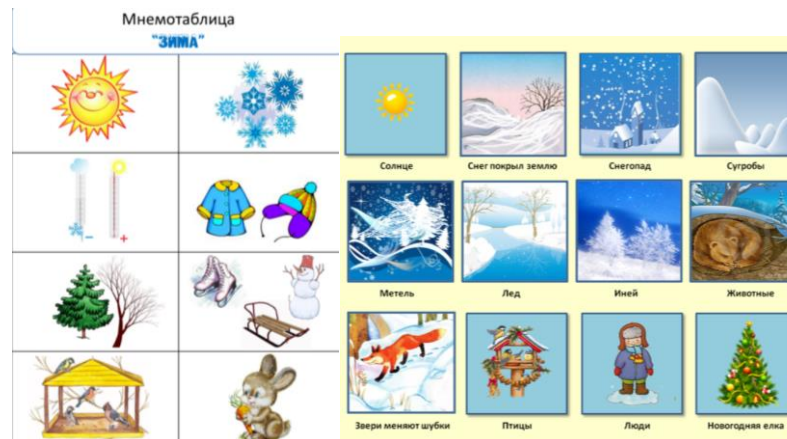 Мнемотаблица
"ЗИМА"
- +
Солнце
Снег покрыл землю
Снегопад
Сугробы
Метель
Лед
Иней
Животные
Звери меняют шубки
Птицы
Люди
Новогодняя елка